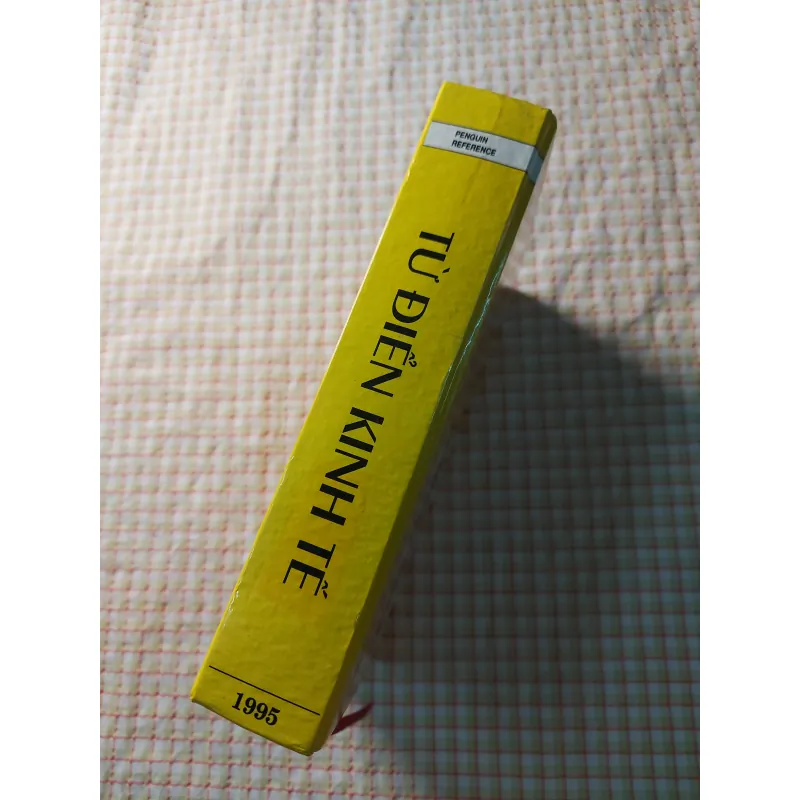 PENGUIN
REFERENCE
TỪ ĐIỂN KINH TẾ
1995